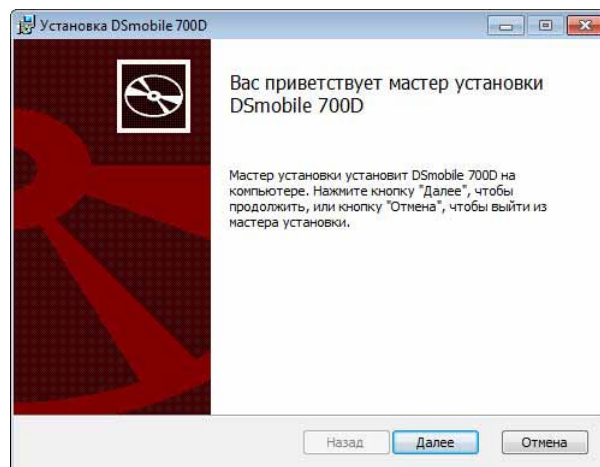 Установка DSmobile 700D
Вас приветствует мастер установки
DSmobile 700D
Мастер установки установит DSmobile 700D на
компьютере. Нажмите кнопку "Далее", чтобы
продолжить, или кнопку "Отмена", чтобы выйти из
мастера установки.
Назад Далее Отмена